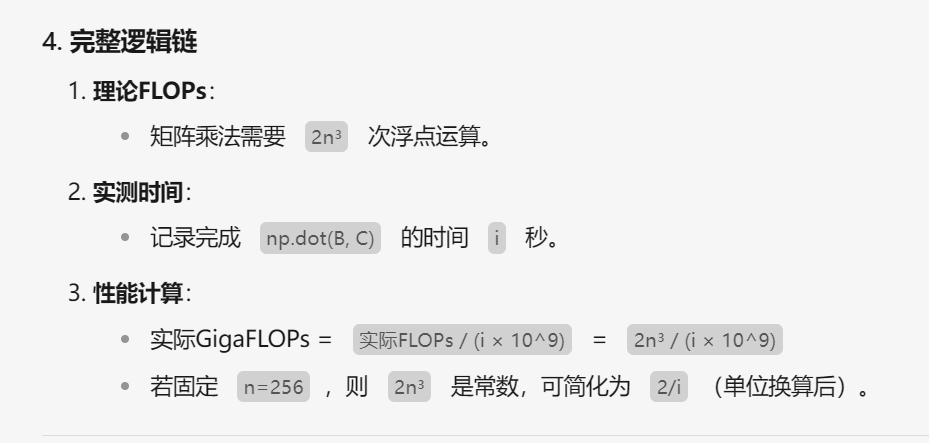 4. 完整逻辑链
1. 理论FLOPs：
• 矩阵乘法需要 2n³ 次浮点运算。
2. 实测时间：
• 记录完成 np.dot(B, C) 的时间 i 秒。
3. 性能计算：
• 实际GigaFLOPs = 实际FLOPs / (i × 10^9) = 2n³ / (i × 10^9)
• 若固定 n=256 ，则 2n³ 是常数，可简化为 2/i （单位换算后）。